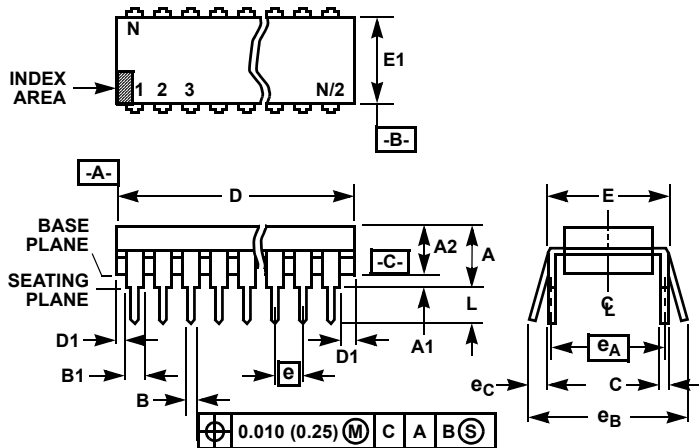 N
E1
INDEX
AREA
1 2 3 N/2
-B-
-A-
D
E
BASE
PLANE
A2
A
-C-
SEATING
PLANE
L
C
L
D1
A1
D1
eA
B1
e
eC
C
B
eB
0.010 (0.25) M C A B S